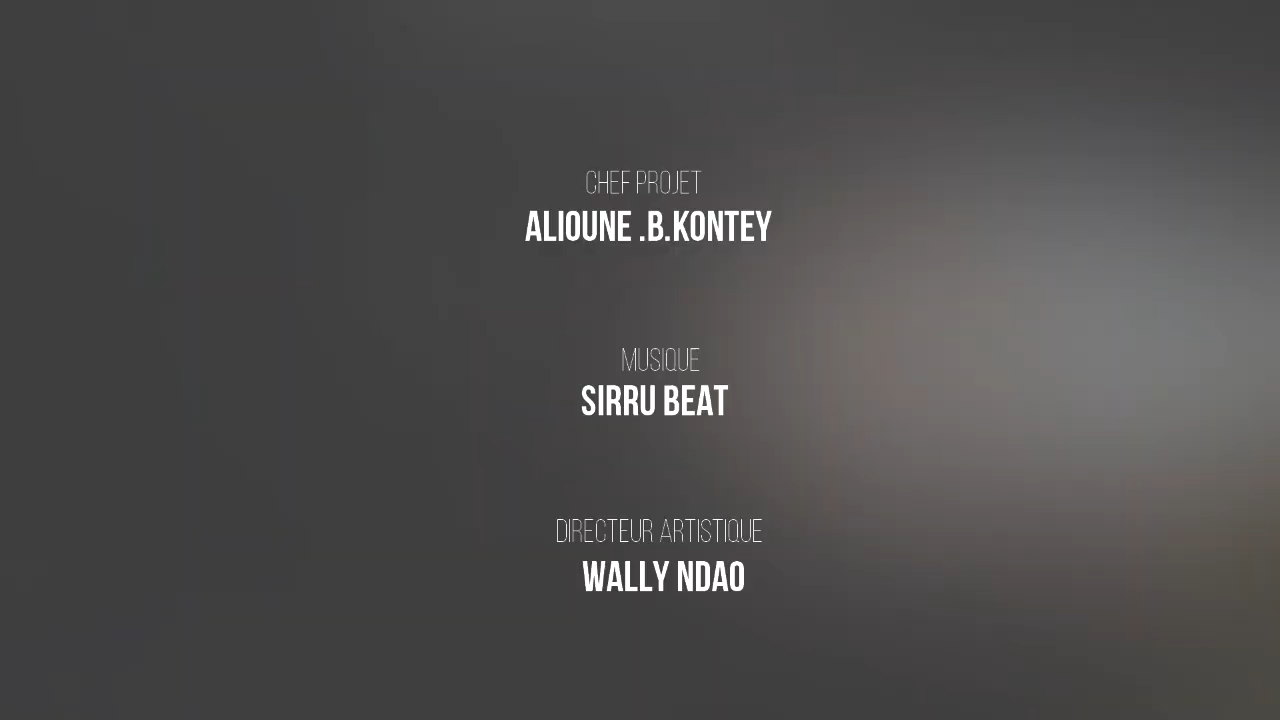 CHEF PROJET
ALIOUNE .B.KONTEY
MUSIQUE
SIRRU BEAT
DIRECTEUR ARTISTIQUE
WALLY NDAO